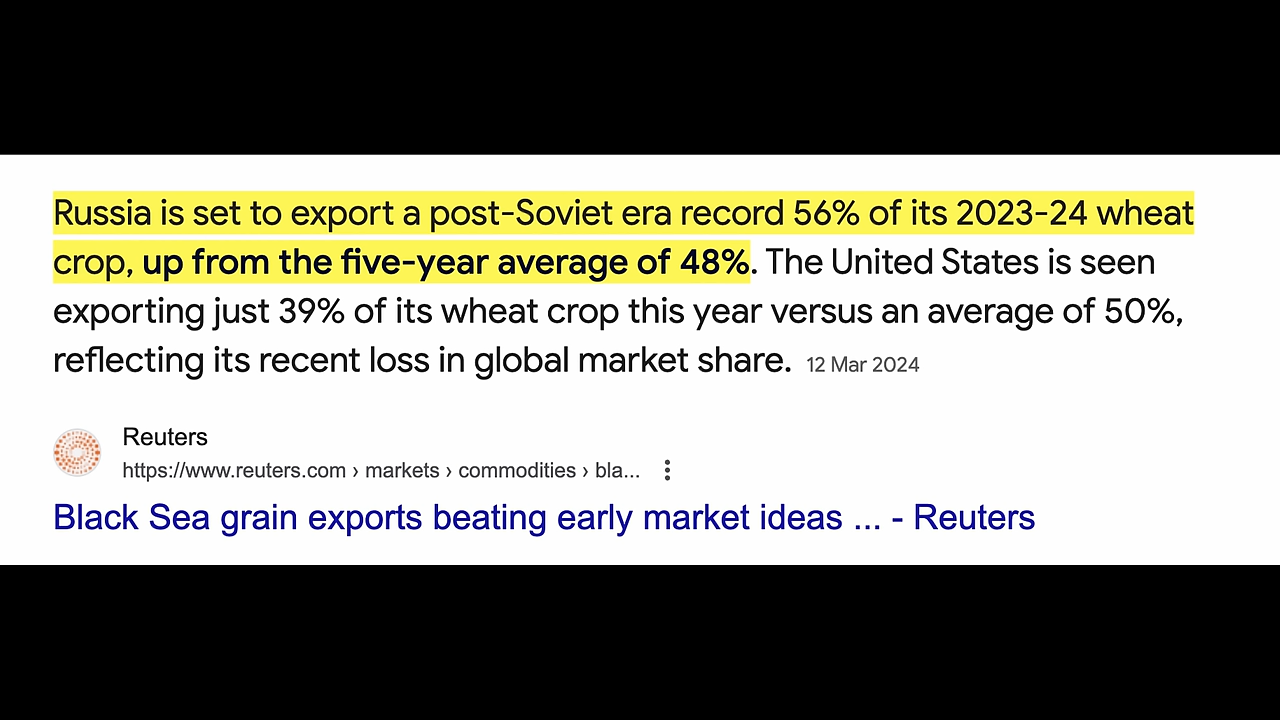 Russia is set to export a post-Soviet era record 56% of its 2023-24 wheat
crop, up from the five-year average of 48%. The United States is seen
exporting just 39% of its wheat crop this year versus an average of 50%,
reflecting its recent loss in global market share. 12 Mar 2024
Reuters
https://www.reuters.com › markets › commodities › bla...
Black Sea grain exports beating early market ideas ... - Reuters